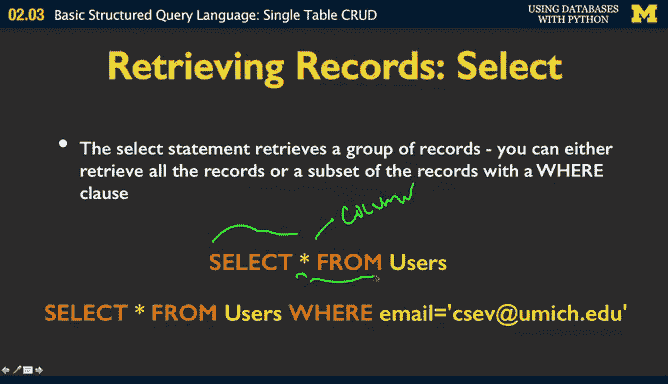 02.03 Basic Structured Query Language: Single Table CRUD
USING DATABASES
WITH PYTHON
M
Retrieving Records: Select
• The select statement retrieves a group of records - you can either
retrieve all the records or a subset of the records with a WHERE
clause
column
SELECT * FROM Users
SELECT * FROM Users WHERE email='csev@umich.edu'